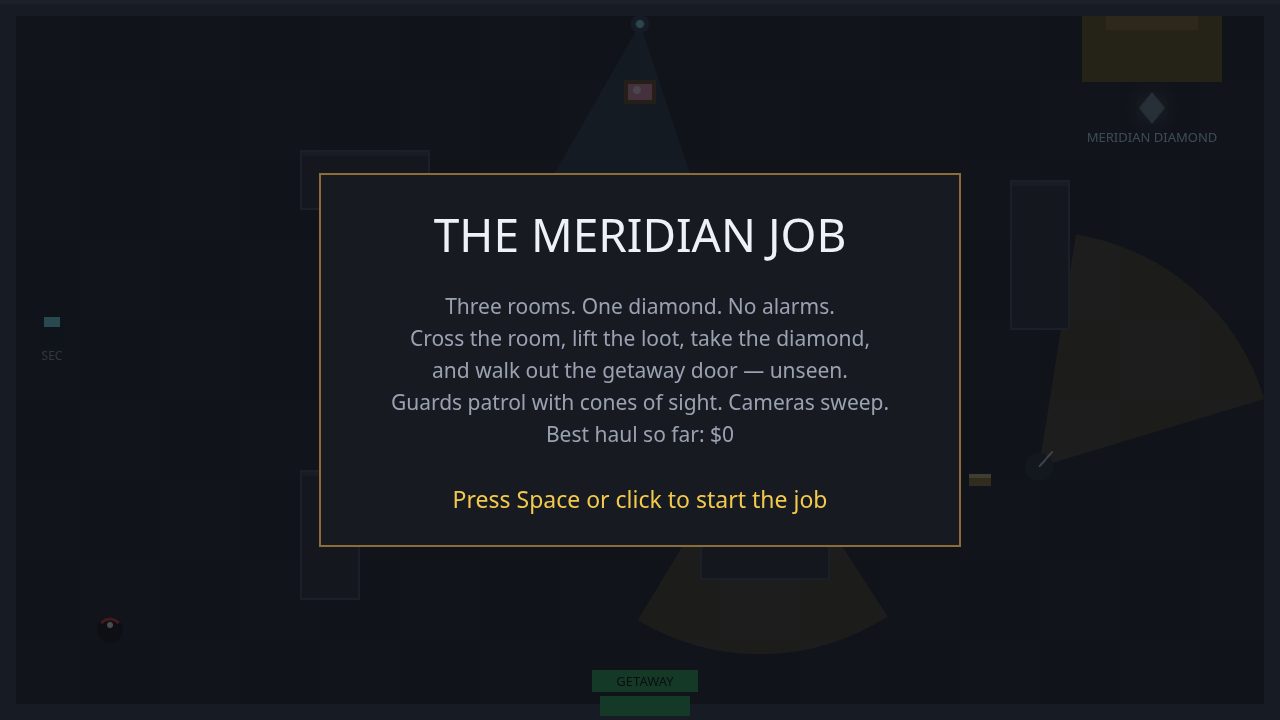 MERIDIAN DIAMOND
THE MERIDIAN JOB
Three rooms. One diamond. No alarms.
Cross the room, lift the loot, take the diamond,
and walk out the getaway door — unseen.
Guards patrol with cones of sight. Cameras sweep.
Best haul so far: $0
Press Space or click to start the job
SEC
GETAWAY